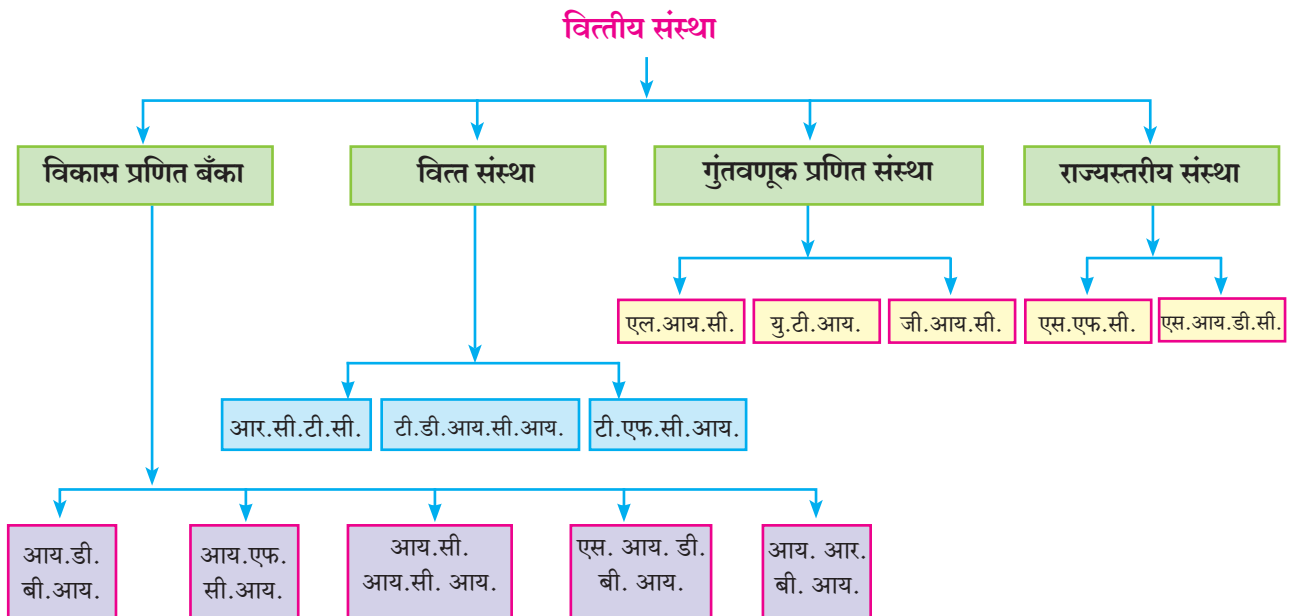 वित्तीय संस्था
विकास प्रणित बँका
वित्त संस्था
गुंतवणूक प्रणित संस्था
राज्यस्तरीय संस्था
एल.आय.सी.
यु.टी.आय.
जी.आय.सी.
एस.एफ.सी.
एस.आय.डी.सी.
आर.सी.टी.सी.
टी.डी.आय.सी.आय.
टी.एफ.सी.आय.
आय.डी.
बी.आय.
आय.एफ.
सी.आय.
आय.सी.
आय.सी. आय.
एस. आय. डी.
बी. आय.
आय. आर.
बी. आय.